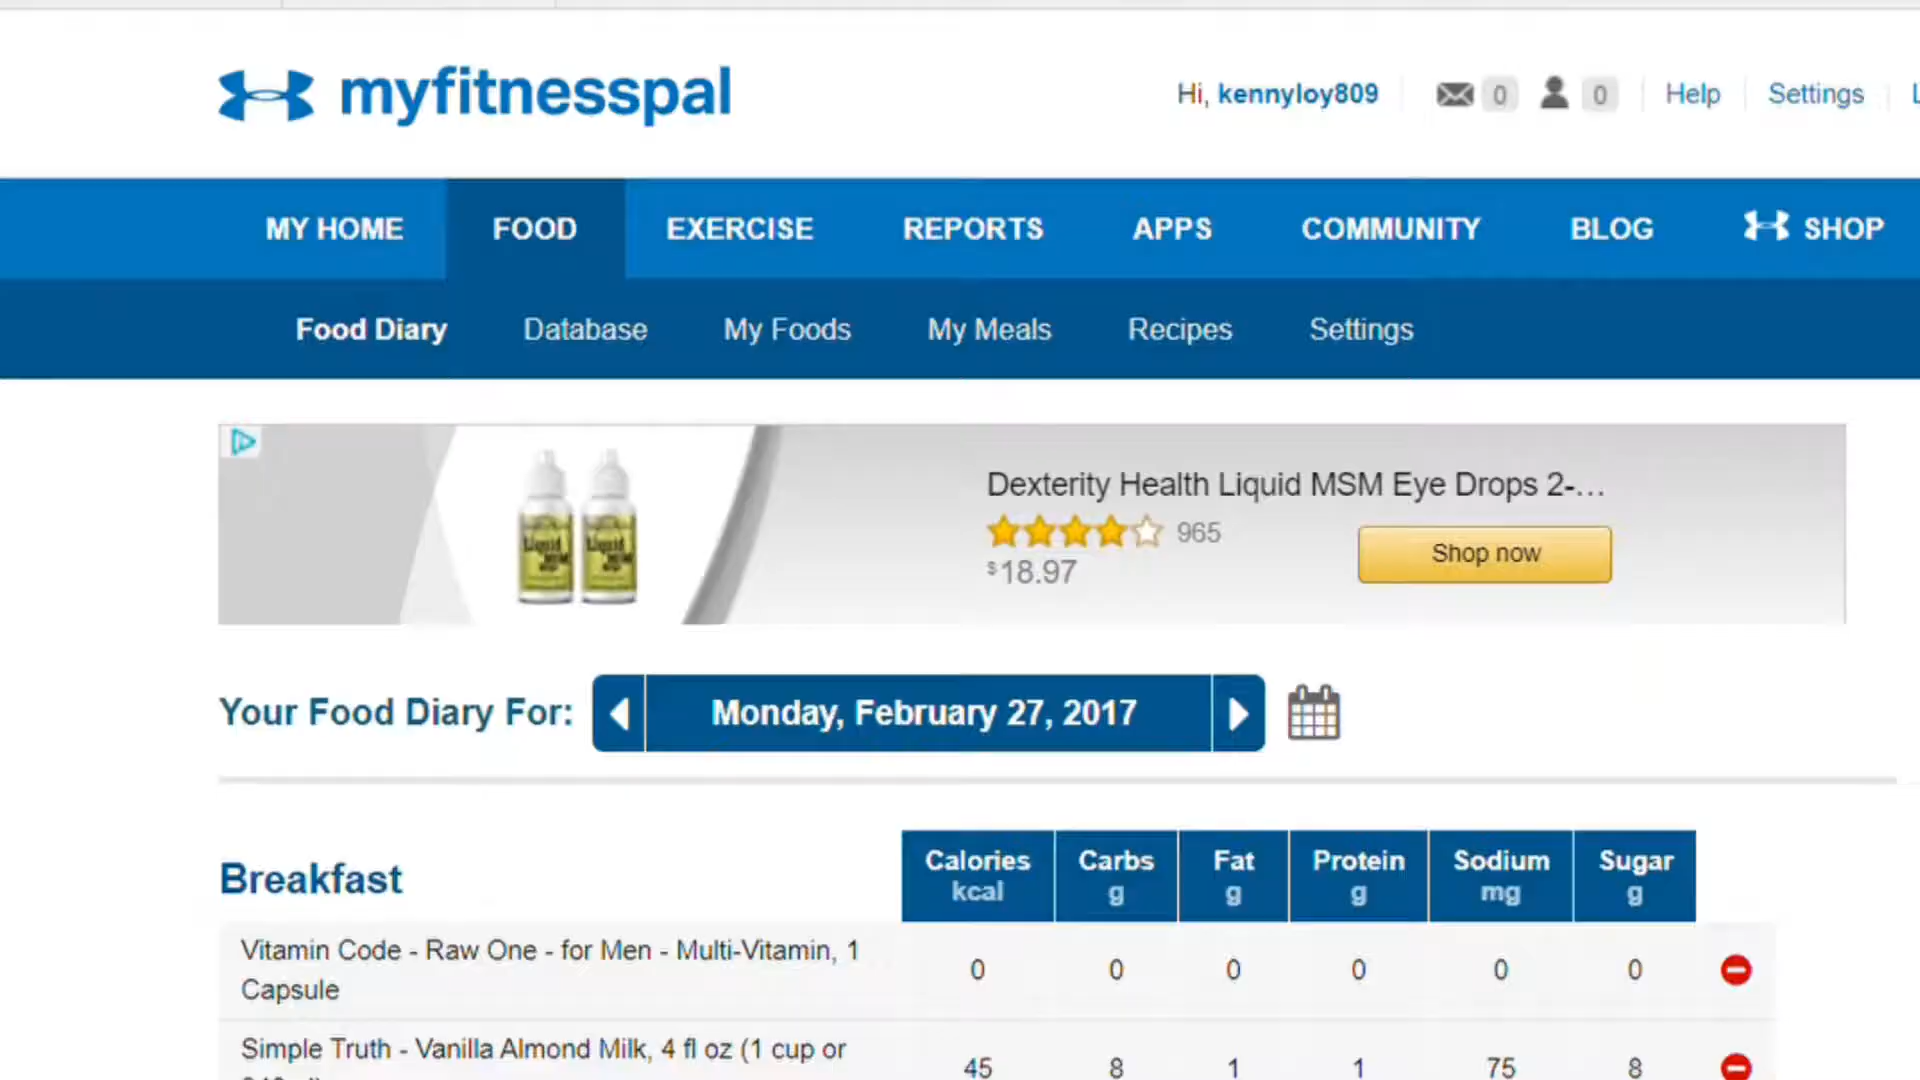 myfitnesspal
Hi, kennyloy809 0 0 Help Settings
MY HOME FOOD EXERCISE REPORTS APPS COMMUNITY BLOG SHOP
Food Diary Database My Foods My Meals Recipes Settings
Dexterity Health Liquid MSM Eye Drops 2-...
965
$18.97
Shop now
Liquid Liquid
Your Food Diary For: Monday, February 27, 2017
Breakfast
Calories Carbs Fat Protein Sodium Sugar
kcal g g g mg g
Vitamin Code - Raw One - for Men - Multi-Vitamin, 1
Capsule
0 0 0 0 0 0
Simple Truth - Vanilla Almond Milk, 4 fl oz (1 cup or
45 8 1 1 75 8